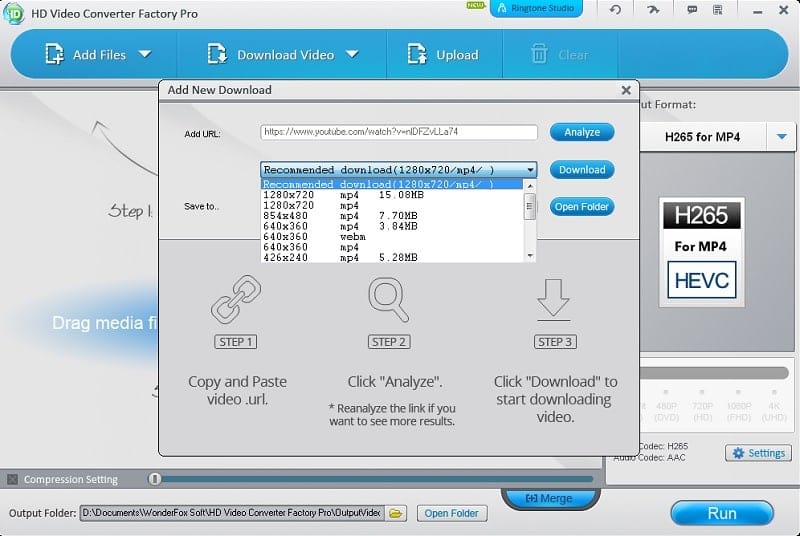 HD Video Converter Factory Pro
NEW
Ringtone Studio
Add Files
Download Video
Upload
Clear
Add New Download
ut Format:
Add URL:
https://www.youtube.com/watch?v=nlDFZvLLa74
Analyze
H265 for MP4
Recommended download(1280x720/mp4/ )
Download
Recommended download(1280x720/mp4/ )
1280x720 mp4 15.08MB
1280x720 mp4
854x480 mp4 7.70MB
640x360 mp4 3.84MB
640x360 webm
640x360 mp4
426x240 mp4 5.28MB
Save to..
Open Folder
Step 1:
H265
For MP4
HEVC
Drag media fi
STEP 1
STEP 2
STEP 3
Copy and Paste
video .url.
Click "Analyze".
* Reanalyze the link if you
want to see more results.
Click "Download" to
start downloading
video.
480P
(DVD)
720P
(HD)
1080P
(FHD)
4K
(UHD)
Codec: H265
Audio Codec: AAC
Settings
Compression Setting
Merge
Output Folder:
D:\Documents\WonderFox Soft\HD Video Converter Factory Pro\OutputVideo
Open Folder
Run